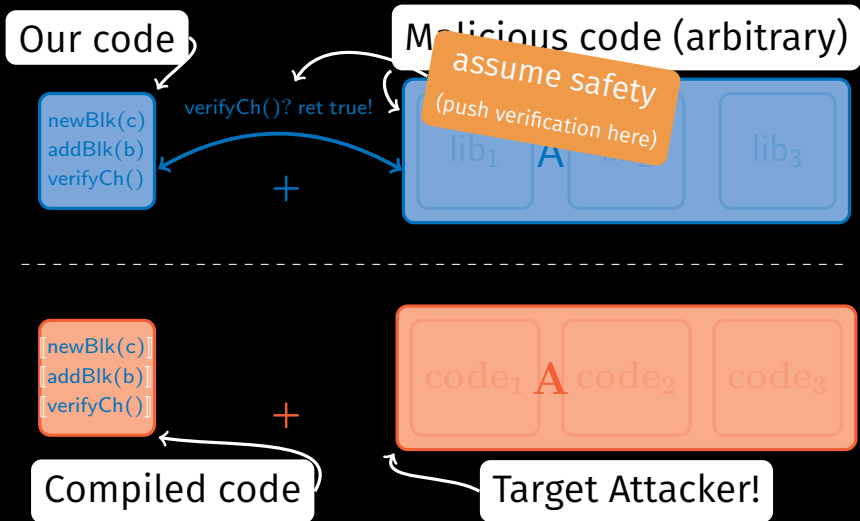 Our code
Malicious code (arbitrary)
assume safety
(push verification here)
verifyCh()? ret true!
newBlk(c)
addBlk(b)
verifyCh()
+
lib₁
A
lib₃
⟦newBlk(c)⟧
⟦addBlk(b)⟧
⟦verifyCh()⟧
+
code₁ A code₂ code₃
Compiled code
Target Attacker!